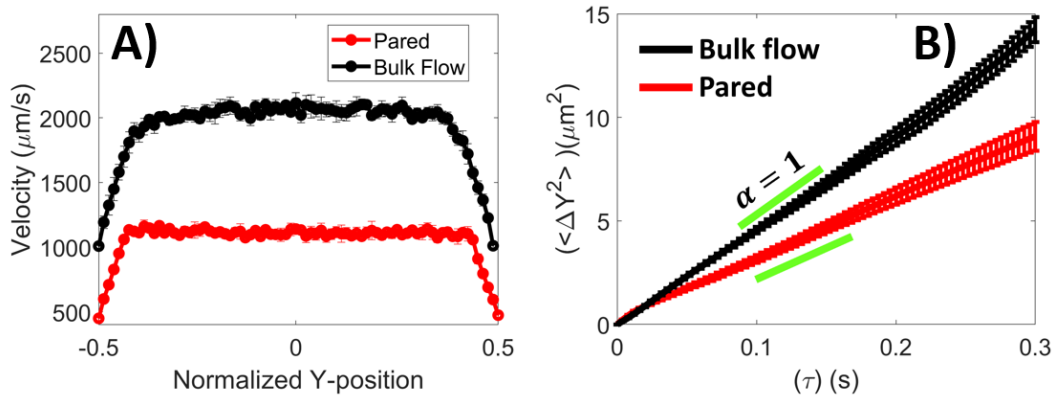 A)
Pared
Bulk Flow
2500
2000
1500
1000
500
Velocity (μm/s)
-0.5
0
0.5
Normalized Y-position
B)
Bulk flow
Pared
α = 1
15
10
5
0
(<ΔY²>)(μm²)
0
0.1
0.2
0.3
(τ) (s)